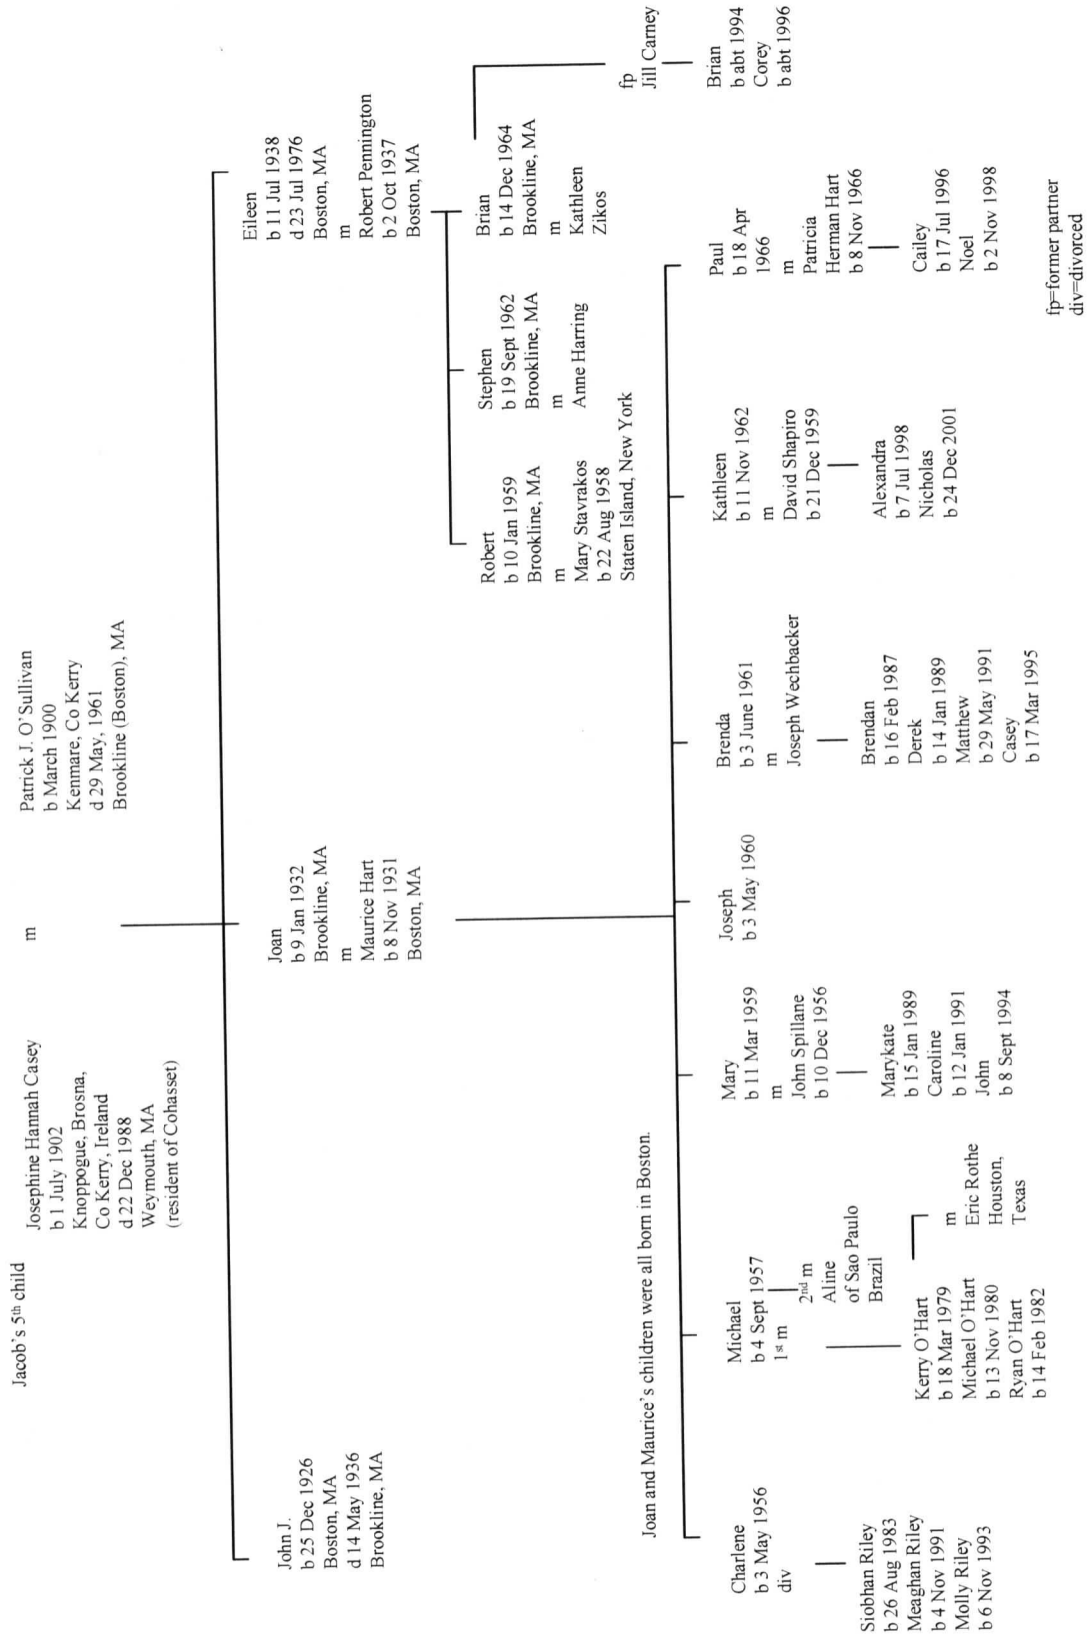 Jacob's 5th child
Josephine Hannah Casey
b 1 July 1902
Knoppogue, Brosna,
Co Kerry, Ireland
d 22 Dec 1988
Weymouth, MA
(resident of Cohasset)
m
Patrick J. O'Sullivan
b March 1900
Kenmare, Co Kerry
d 29 May, 1961
Brookline (Boston), MA
John J.
b 25 Dec 1926
Boston, MA
d 14 May 1936
Brookline, MA
Joan
b 9 Jan 1932
Brookline, MA
m
Maurice Hart
b 8 Nov 1931
Boston, MA
Eileen
b 11 Jul 1938
d 23 Jul 1976
Boston, MA
m
Robert Pennington
b 2 Oct 1937
Boston, MA
Robert
b 10 Jan 1959
Brookline, MA
m
Mary Stavrakos
b 22 Aug 1958
Staten Island, New York
Stephen
b 19 Sept 1962
Brookline, MA
m
Anne Harring
Brian
b 14 Dec 1964
Brookline, MA
m
Kathleen
Zikos
fp
Jill Carney
Brian
b abt 1994
Corey
b abt 1996
Joan and Maurice's children were all born in Boston.
Charlene
b 3 May 1956
div
Siobhan Riley
b 26 Aug 1983
Meaghan Riley
b 4 Nov 1991
Molly Riley
b 6 Nov 1993
Michael
b 4 Sept 1957
1st m
2nd m
Aline
of Sao Paulo
Brazil
Kerry O'Hart
b 18 Mar 1979
Michael O'Hart
b 13 Nov 1980
Ryan O'Hart
b 14 Feb 1982
m
Eric Rothe
Houston,
Texas
Mary
b 11 Mar 1959
m
John Spillane
b 10 Dec 1956
Marykate
b 15 Jan 1989
Caroline
b 12 Jan 1991
John
b 8 Sept 1994
Joseph
b 3 May 1960
Brenda
b 3 June 1961
m
Joseph Wechbacker
Brendan
b 16 Feb 1987
Derek
b 14 Jan 1989
Matthew
b 29 May 1991
Casey
b 17 Mar 1995
Kathleen
b 11 Nov 1962
m
David Shapiro
b 21 Dec 1959
Alexandra
b 7 Jul 1998
Nicholas
b 24 Dec 2001
Paul
b 18 Apr
1966
m
Patricia
Herman Hart
b 8 Nov 1966
Cailey
b 17 Jul 1996
Noel
b 2 Nov 1998
fp=former partner
div=divorced